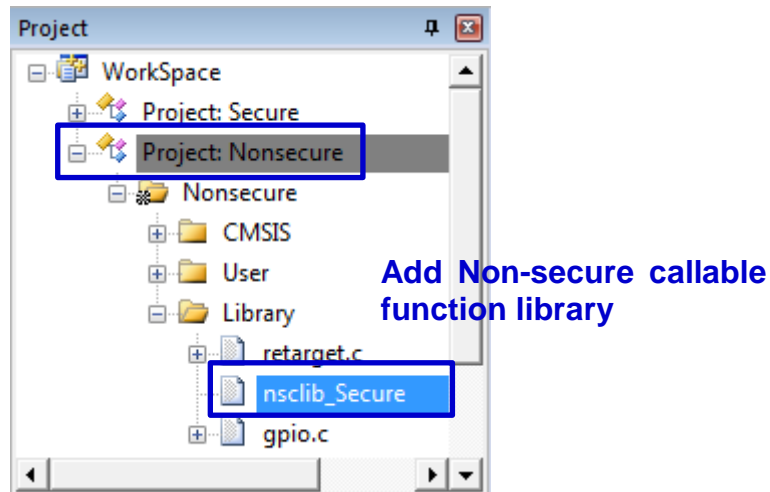 Project
WorkSpace
Project: Secure
Project: Nonsecure
Nonsecure
CMSIS
User
Add Non-secure callable
function library
Library
retarget.c
nsclib_Secure
gpio.c